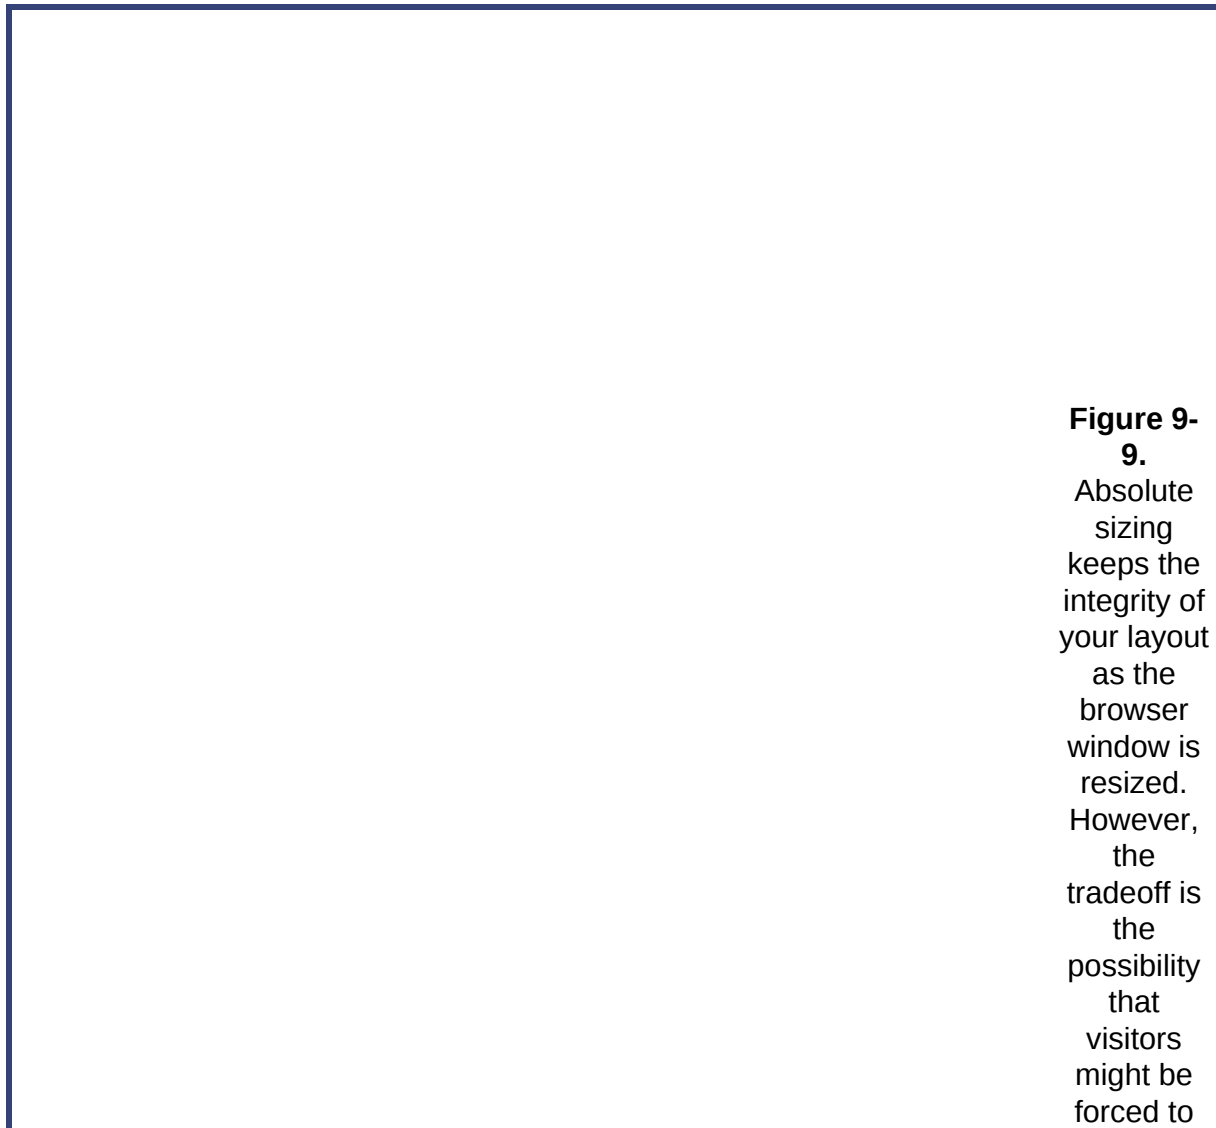 Figure 9-
9.
Absolute
sizing
keeps the
integrity of
your layout
as the
browser
window is
resized.
However,
the
tradeoff is
the
possibility
that
visitors
might be
forced to